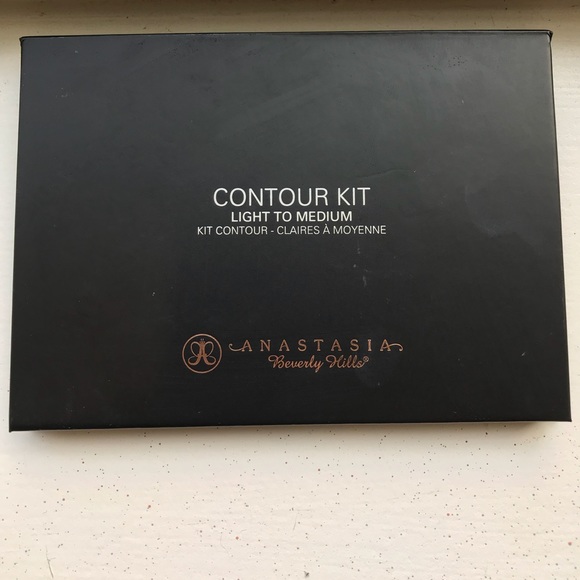 CONTOUR KIT
LIGHT TO MEDIUM
KIT CONTOUR - CLAIRES À MOYENNE
ANASTASIA
Beverly Hills®